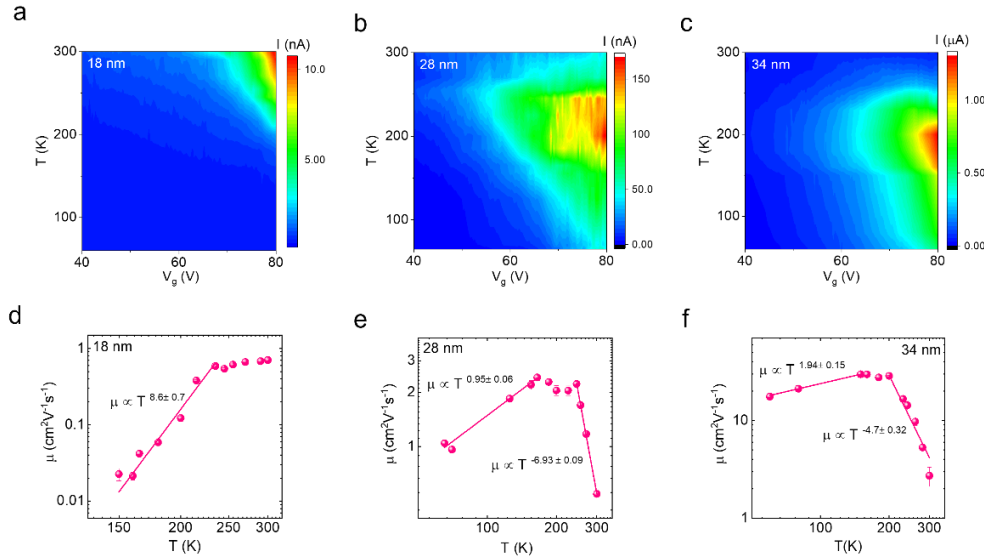 a
I (nA)
18 nm
10.0
5.00
300
200
100
T (K)
40
60
80
Vg (V)
b
I (nA)
28 nm
150
100
50.0
0.00
300
200
100
T (K)
40
60
80
Vg (V)
c
I (μA)
34 nm
1.00
0.50
0.00
300
200
100
T (K)
40
60
80
Vg (V)
d
18 nm
μ ∝ T 8.6± 0.7
1
0.1
0.01
μ (cm²V⁻¹s⁻¹)
150
200
250
300
T (K)
e
28 nm
μ ∝ T 0.95± 0.06
μ ∝ T -6.93 ± 0.09
3
2
1
μ (cm²V⁻¹s⁻¹)
100
200
300
T (K)
f
34 nm
μ ∝ T 1.94± 0.15
μ ∝ T -4.7± 0.32
10
1
μ (cm²V⁻¹s⁻¹)
100
200
300
T(K)